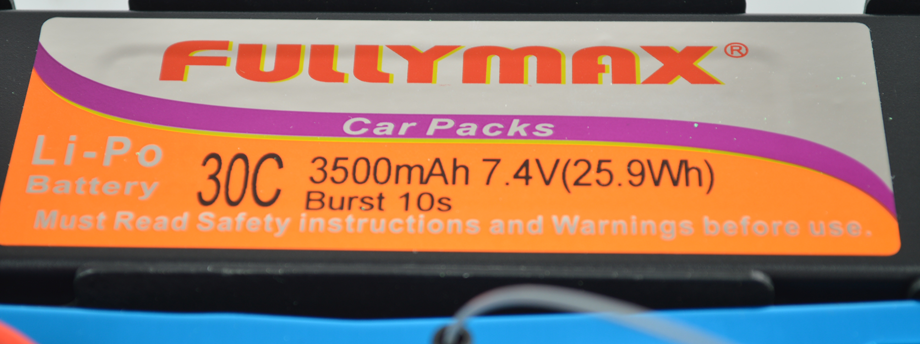 FULLYMAX®
Car Packs
Li-Po
Battery
30C
3500mAh 7.4V(25.9Wh)
Burst 10s
Must Read Safety instructions and Warnings before use.